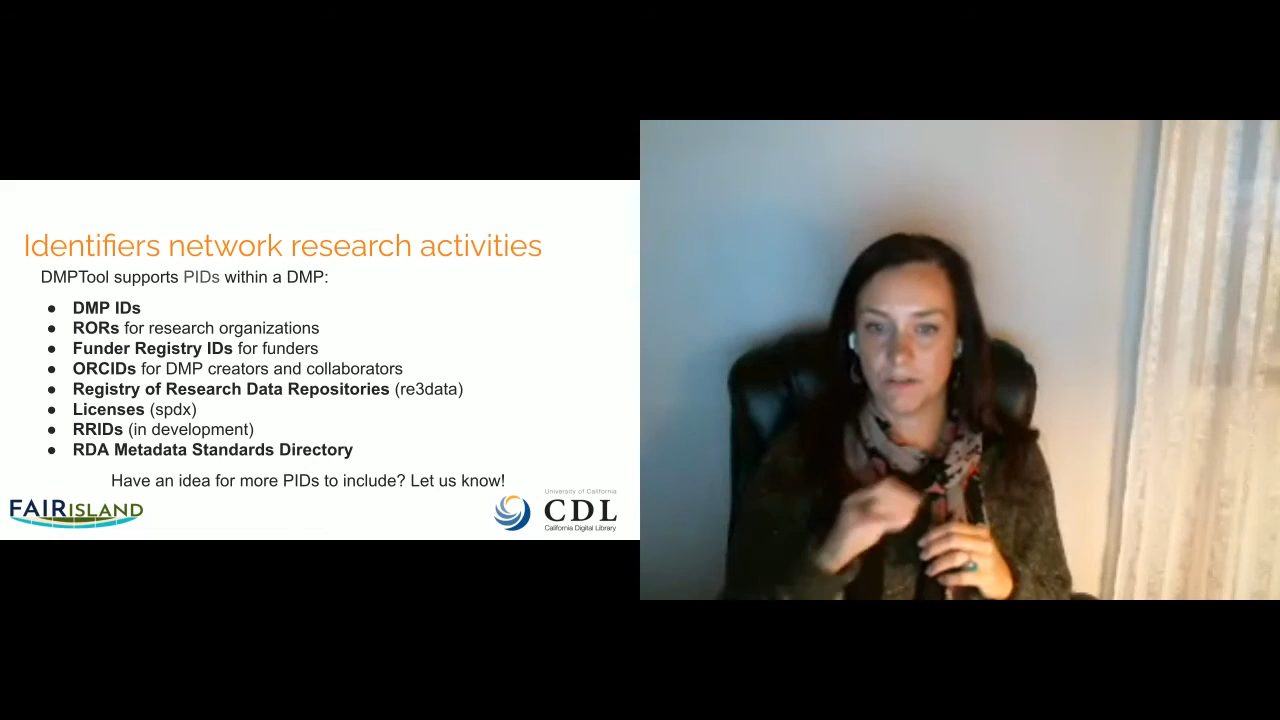 Identifiers network research activities
DMPTool supports PIDs within a DMP:
● DMP IDs
● RORs for research organizations
● Funder Registry IDs for funders
● ORCIDs for DMP creators and collaborators
● Registry of Research Data Repositories (re3data)
● Licenses (spdx)
● RRIDs (in development)
● RDA Metadata Standards Directory
Have an idea for more PIDs to include? Let us know!
FAIR ISLAND
University of California
CDL
California Digital Library